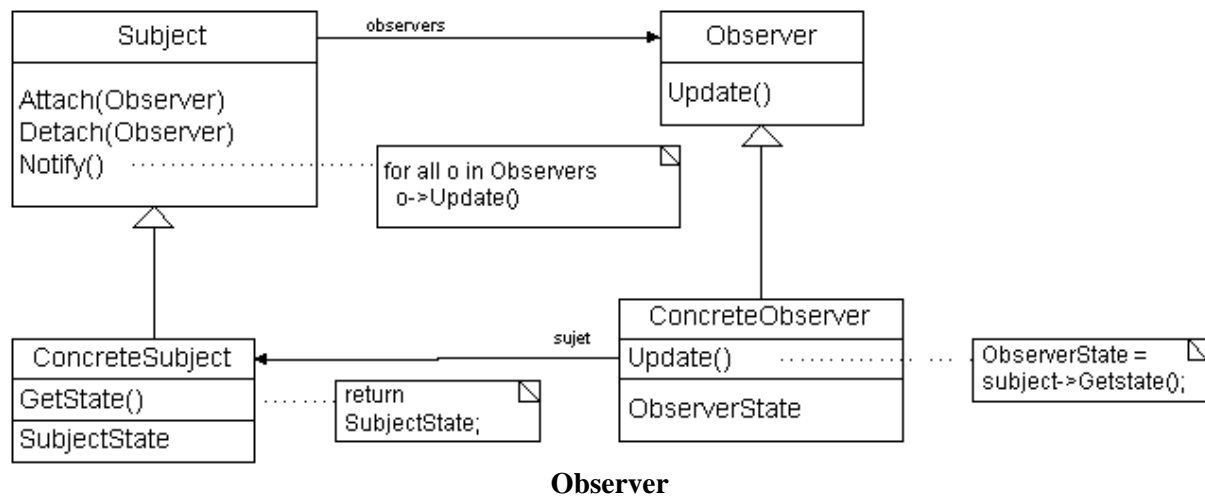 Subject
observers
Observer
Attach(Observer)
Detach(Observer)
Notify()
Update()
for all o in Observers
o->Update()
ConcreteSubject
GetState()
SubjectState
return
SubjectState;
sujet
ConcreteObserver
Update()
ObserverState
ObserverState =
subject->Getstate();
Observer